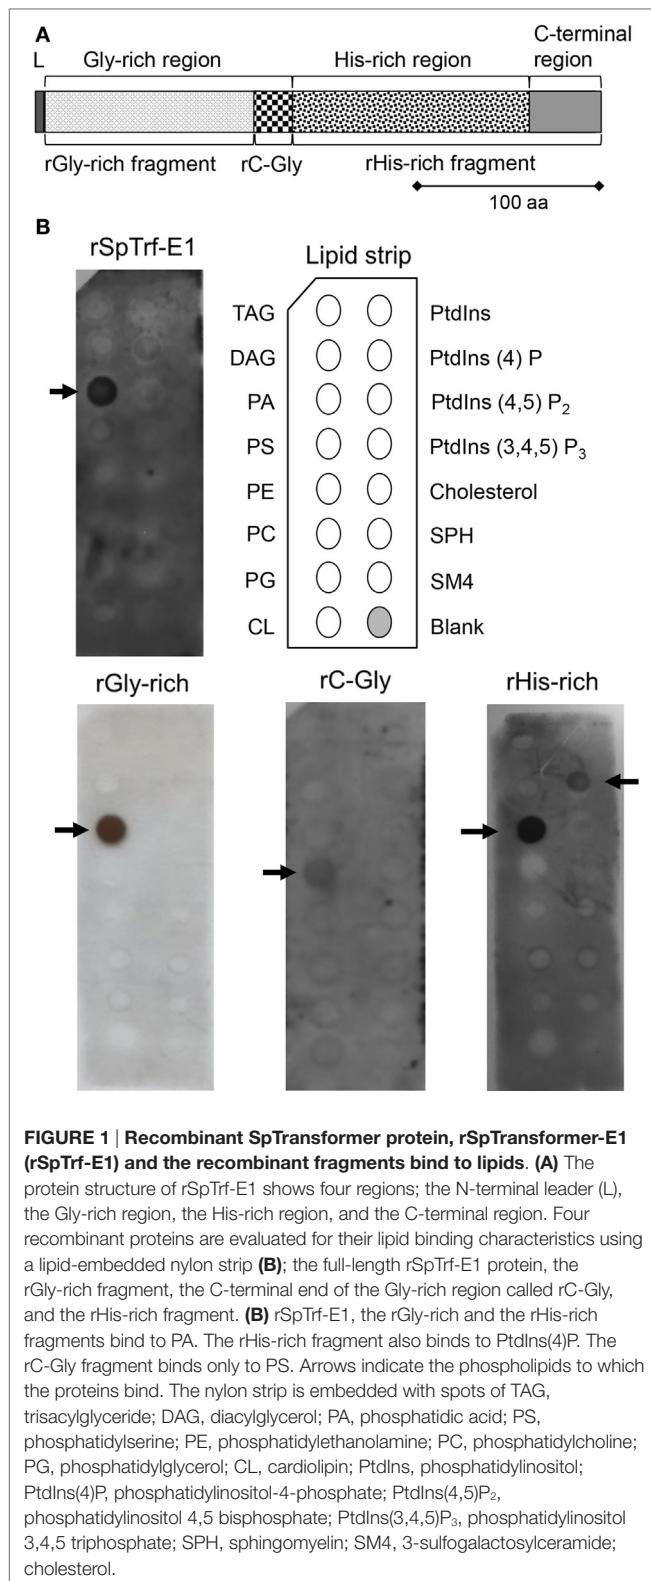 A
C-terminal
L Gly-rich region His-rich region region
rGly-rich fragment rC-Gly rHis-rich fragment
100 aa
B
rSpTrf-E1
Lipid strip
TAG PtdIns
DAG PtdIns (4) P
PA PtdIns (4,5) P2
PS PtdIns (3,4,5) P3
PE Cholesterol
PC SPH
PG SM4
CL Blank
rGly-rich rC-Gly rHis-rich
FIGURE 1 | Recombinant SpTransformer protein, rSpTransformer-E1
(rSpTrf-E1) and the recombinant fragments bind to lipids. (A) The
protein structure of rSpTrf-E1 shows four regions; the N-terminal leader (L),
the Gly-rich region, the His-rich region, and the C-terminal region. Four
recombinant proteins are evaluated for their lipid binding characteristics using
a lipid-embedded nylon strip (B); the full-length rSpTrf-E1 protein, the
rGly-rich fragment, the C-terminal end of the Gly-rich region called rC-Gly,
and the rHis-rich fragment. (B) rSpTrf-E1, the rGly-rich and the rHis-rich
fragments bind to PA. The rHis-rich fragment also binds to PtdIns(4)P. The
rC-Gly fragment binds only to PS. Arrows indicate the phospholipids to which
the proteins bind. The nylon strip is embedded with spots of TAG,
trisacylglyceride; DAG, diacylglycerol; PA, phosphatidic acid; PS,
phosphatidylserine; PE, phosphatidylethanolamine; PC, phosphatidylcholine;
PG, phosphatidylglycerol; CL, cardiolipin; PtdIns, phosphatidylinositol;
PtdIns(4)P, phosphatidylinositol-4-phosphate; PtdIns(4,5)P2,
phosphatidylinositol 4,5 bisphosphate; PtdIns(3,4,5)P3, phosphatidylinositol
3,4,5 triphosphate; SPH, sphingomyelin; SM4, 3-sulfogalactosylceramide;
cholesterol.